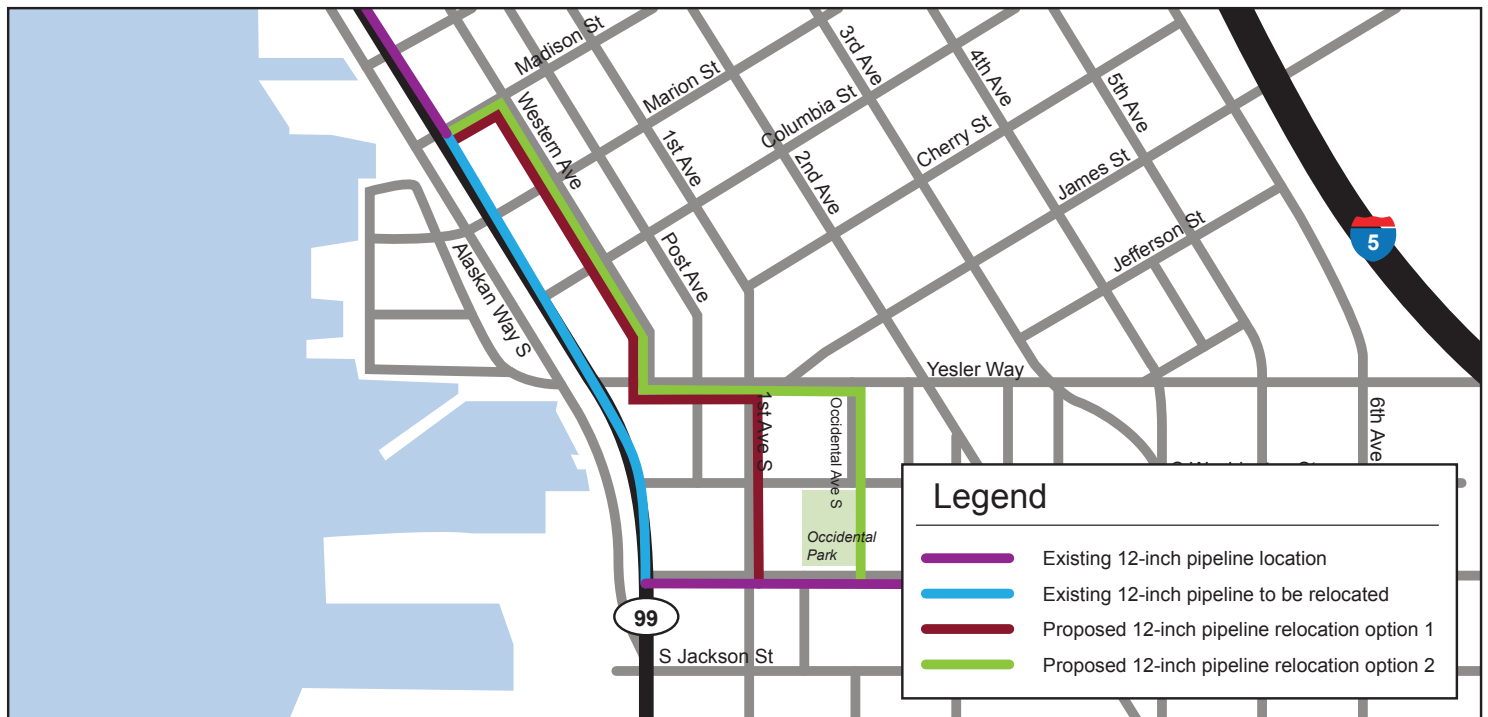 Madison St
Marion St
Columbia St
Cherry St
James St
Jefferson St
Western Ave
1st Ave
2nd Ave
3rd Ave
4th Ave
5th Ave
5
Post Ave
Alaskan Way S
Yesler Way
1st Ave S
Occidental Ave S
6th Ave
Occidental
Park
99
S Jackson St
Legend
Existing 12-inch pipeline location
Existing 12-inch pipeline to be relocated
Proposed 12-inch pipeline relocation option 1
Proposed 12-inch pipeline relocation option 2